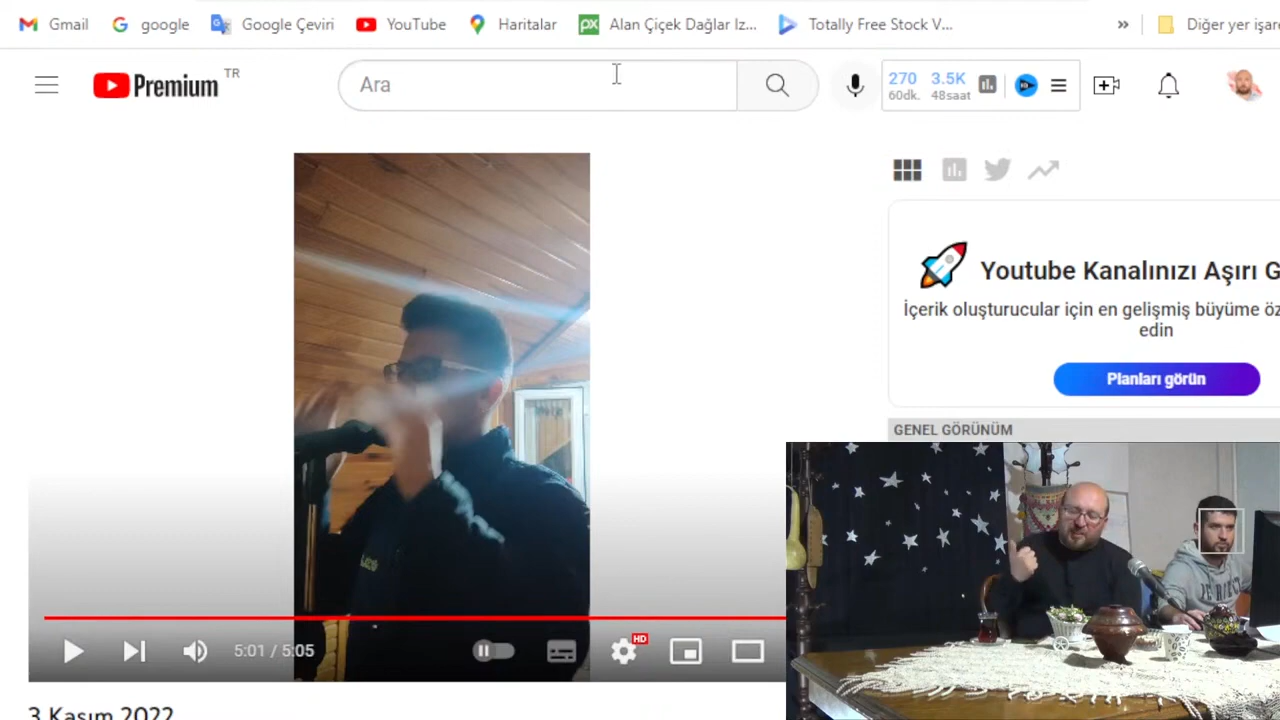 Gmail google Google Çeviri YouTube Haritalar Alan Çiçek Dağlar Iz... Totally Free Stock V... » Diğer yer işar
Premium TR Ara 270 60dk. 3.5K 48saat
Youtube Kanalınızı Aşırı G
İçerik oluşturucular için en gelişmiş büyüme öz
edin
Planları görün
GENEL GÖRÜNÜM
5:01 / 5:05 HD
3 Kasım 2022